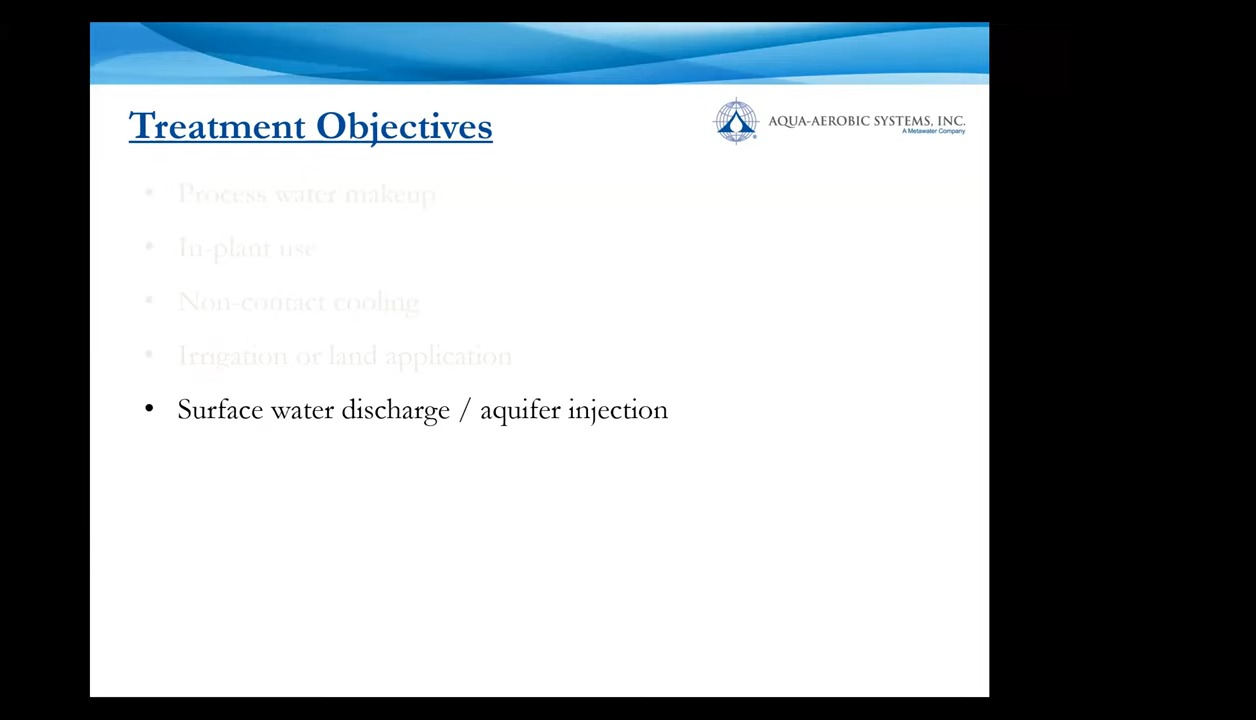 Treatment Objectives
AQUA-AEROBIC SYSTEMS, INC.
A Metawater Company
• Process water makeup
• In-plant use
• Non-contact cooling
• Irrigation or land application
• Surface water discharge / aquifer injection